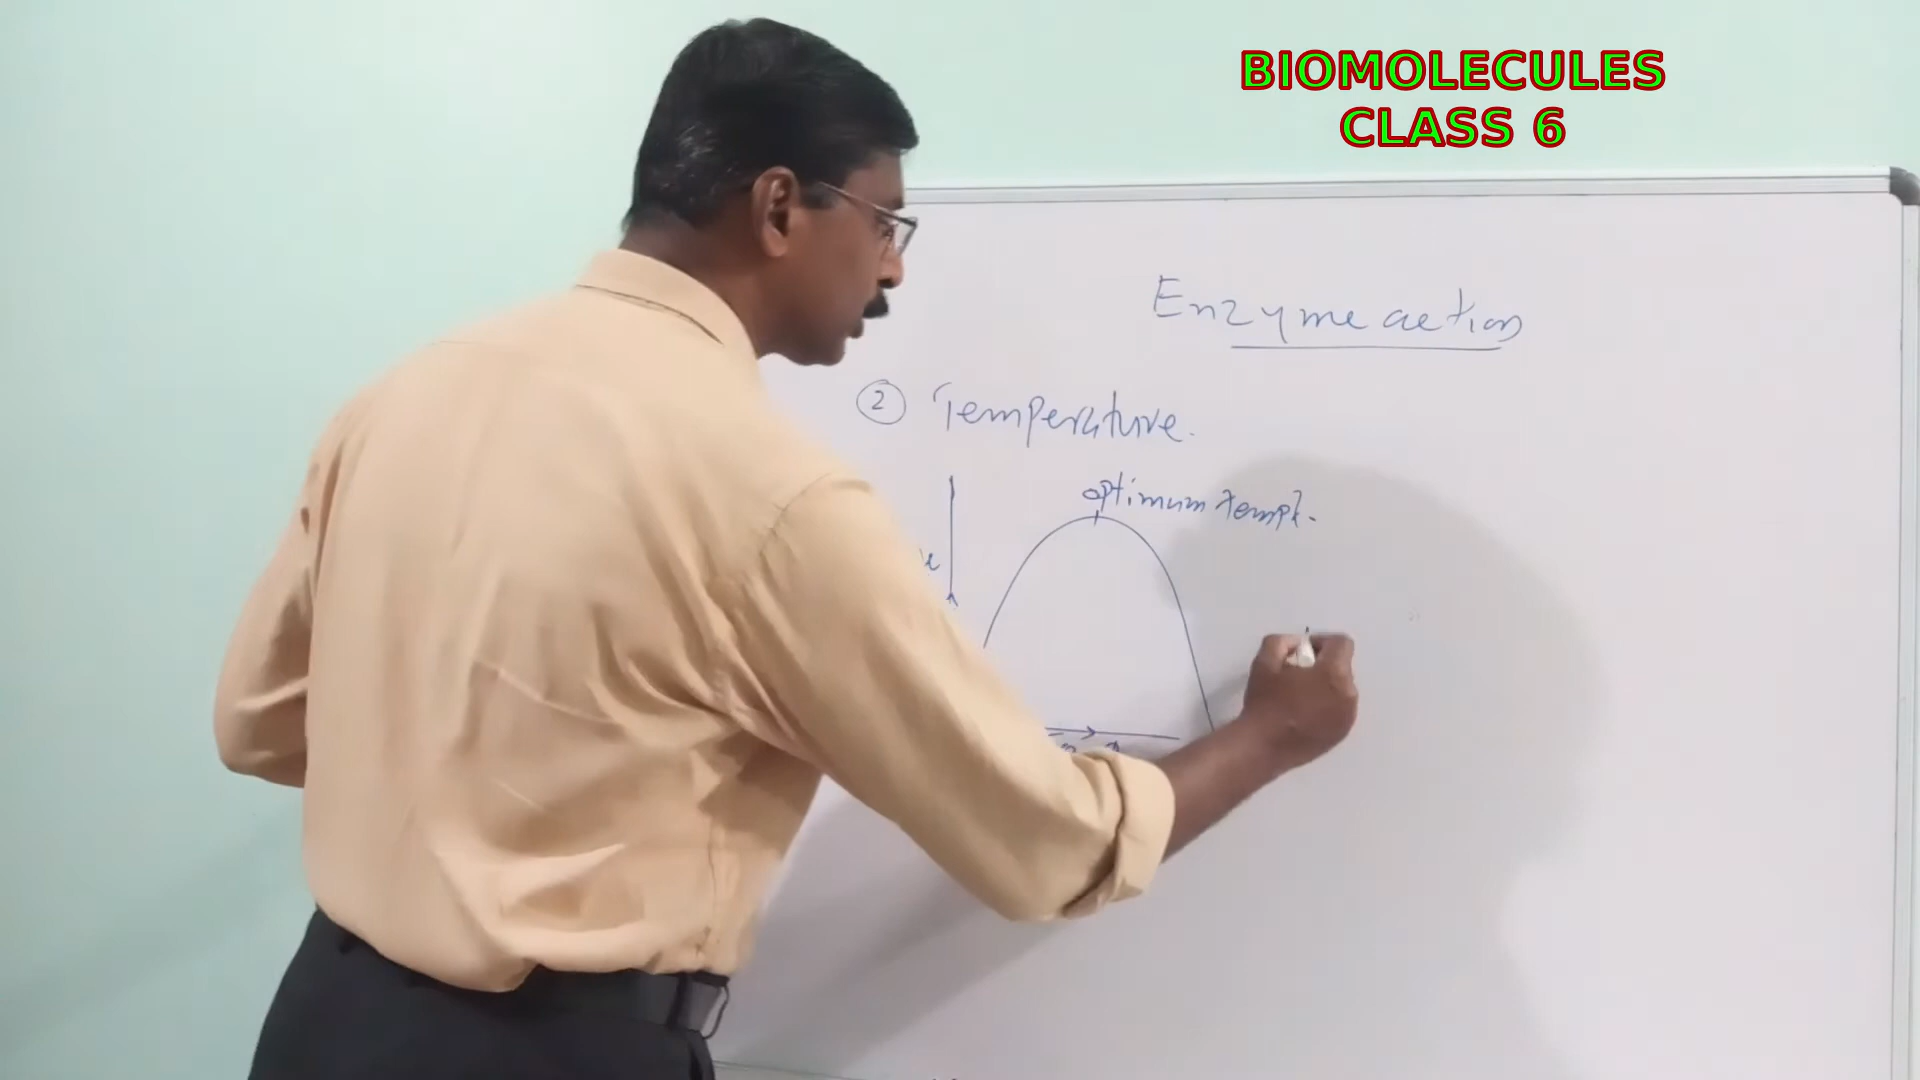 BIOMOLECULES
CLASS 6
Enzyme action
2 Temperature.
optimum tempt.